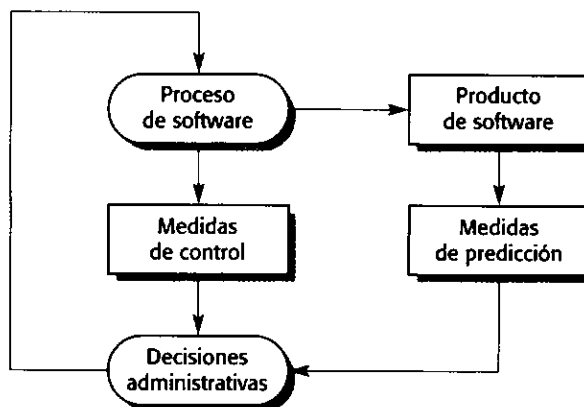 Proceso
de software
Producto
de software
Medidas
de control
Medidas
de predicción
Decisiones
administrativas